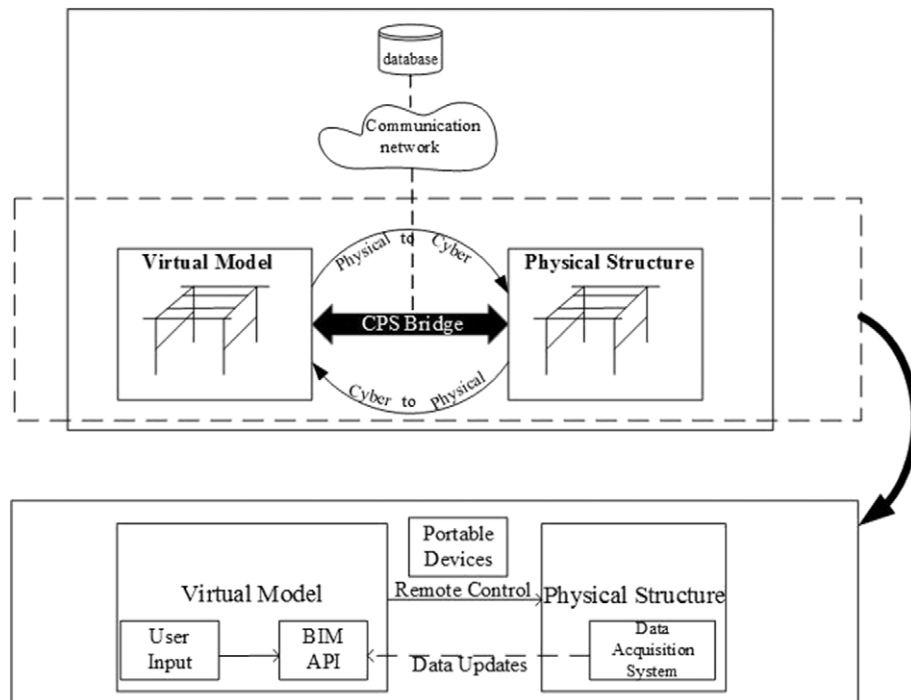 database
Communication
network
Physical to Cyber
Virtual Model
Physical Structure
CPS Bridge
Cyber to Physical
Portable
Devices
Remote Control
Virtual Model
Physical Structure
User
Input
BIM
API
Data Updates
Data
Acquisition
System